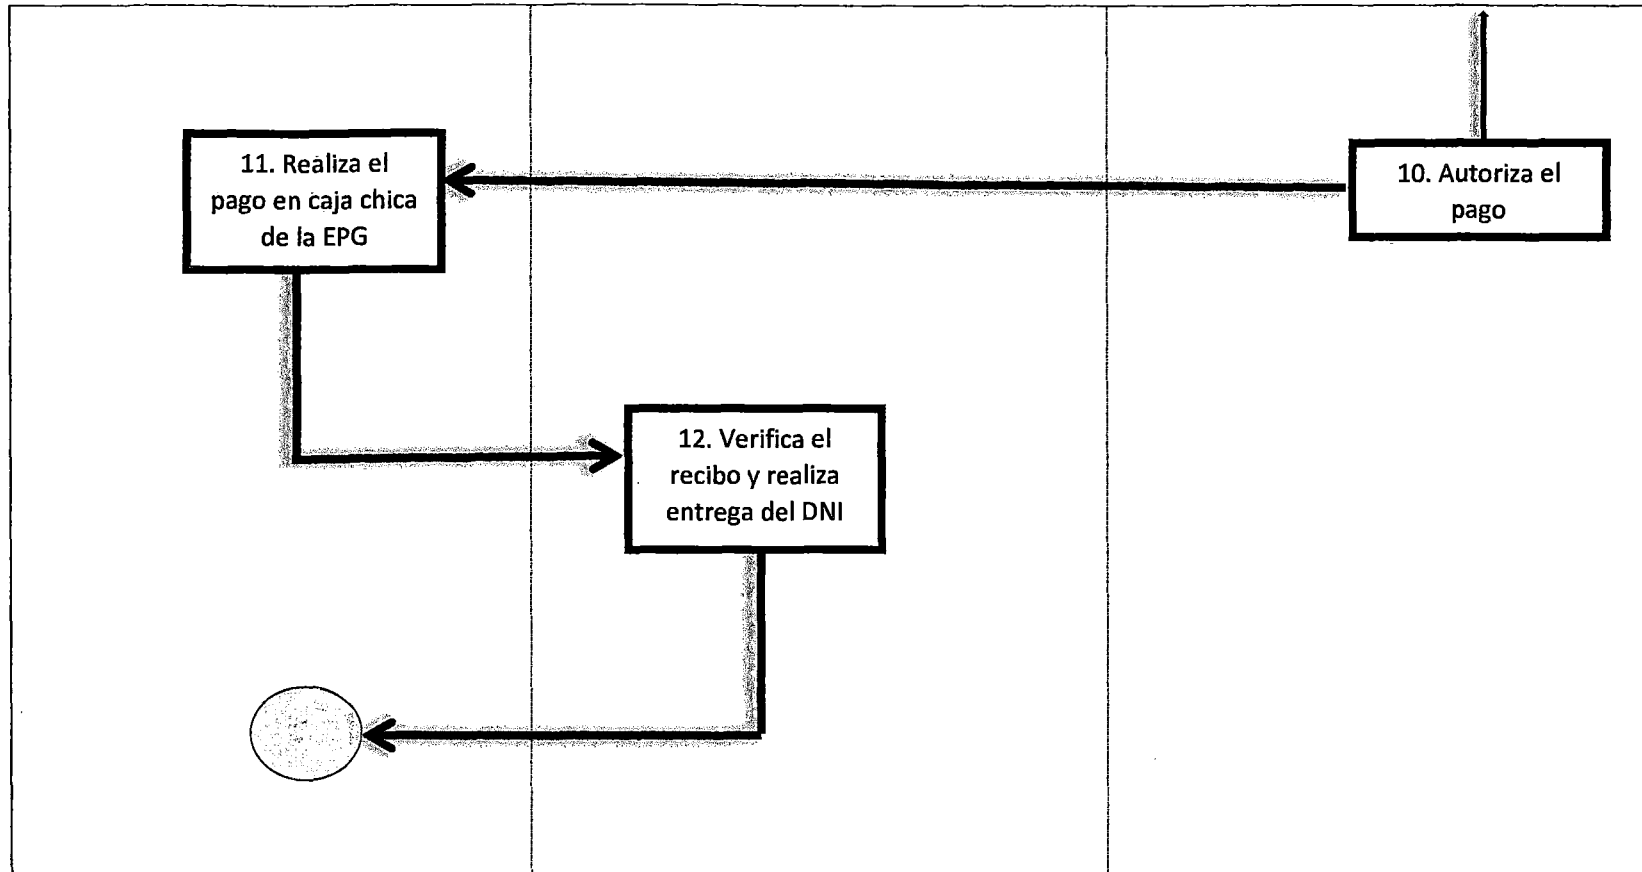 11. Realiza el
pago en caja chica
de la EPG
10. Autoriza el
pago
12. Verifica el
recibo y realiza
entrega del DNI